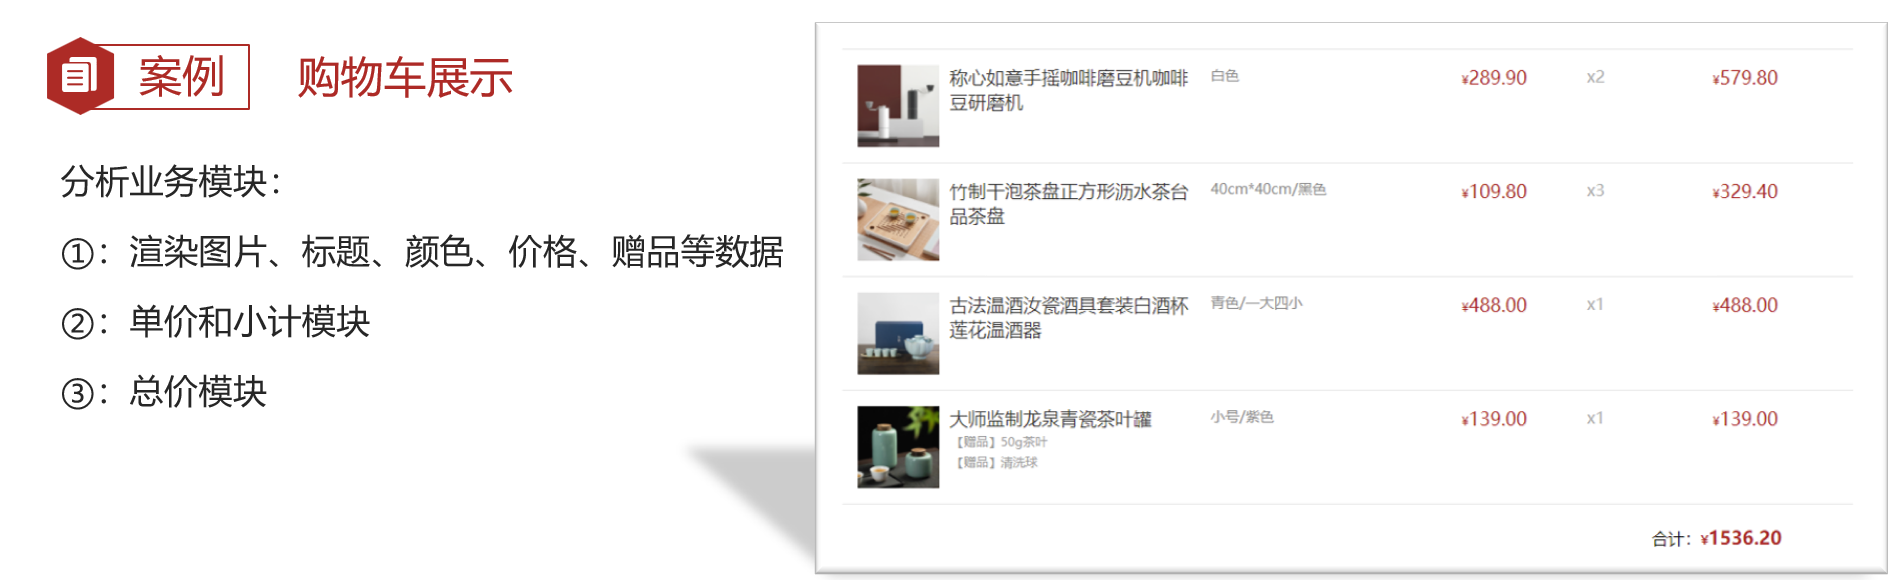 案例
购物车展示
分析业务模块：
①：渲染图片、标题、颜色、价格、赠品等数据
②：单价和小计模块
③：总价模块
称心如意手摇咖啡磨豆机咖啡 白色 ¥289.90 x2 ¥579.80
豆研磨机
竹制干泡茶盘正方形沥水茶台 40cm*40cm/黑色 ¥109.80 x3 ¥329.40
品茶盘
古法温酒汝瓷酒具套装白酒杯 青色/一大四小 ¥488.00 x1 ¥488.00
莲花温酒器
大师监制龙泉青瓷茶叶罐 小号/紫色 ¥139.00 x1 ¥139.00
【赠品】50g茶叶
【赠品】清洗球
合计：¥1536.20